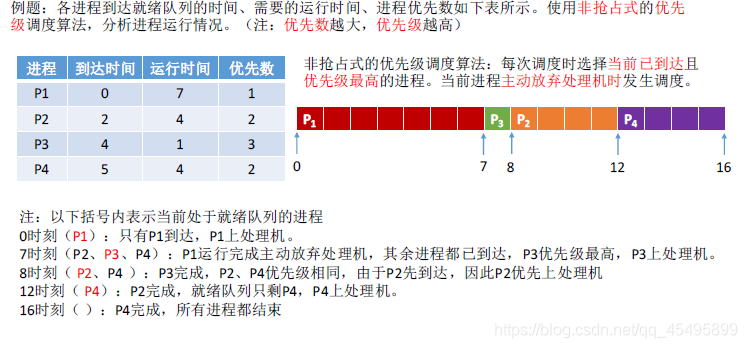 例题：各进程到达就绪队列的时间、需要的运行时间、进程优先数如下表所示。使用非抢占式的优先
级调度算法，分析进程运行情况。（注：优先数越大，优先级越高）
非抢占式的优先级调度算法：每次调度时选择当前已到达且
优先级最高的进程。当前进程主动放弃处理机时发生调度。
进程 到达时间 运行时间 优先数
P1 0 7 1
P2 2 4 2
P3 4 1 3
P4 5 4 2
P1 P3 P2 P4
0 7 8 12 16
注：以下括号内表示当前处于就绪队列的进程
0时刻（P1）：只有P1到达，P1上处理机。
7时刻（P2、P3、P4）：P1运行完成主动放弃处理机，其余进程都已到达，P3优先级最高，P3上处理机。
8时刻（ P2、P4 ）：P3完成，P2、P4优先级相同，由于P2先到达，因此P2优先上处理机
12时刻（ P4）：P2完成，就绪队列只剩P4，P4上处理机。
16时刻（ ）：P4完成，所有进程都结束
https://blog.csdn.net/qq_45495899